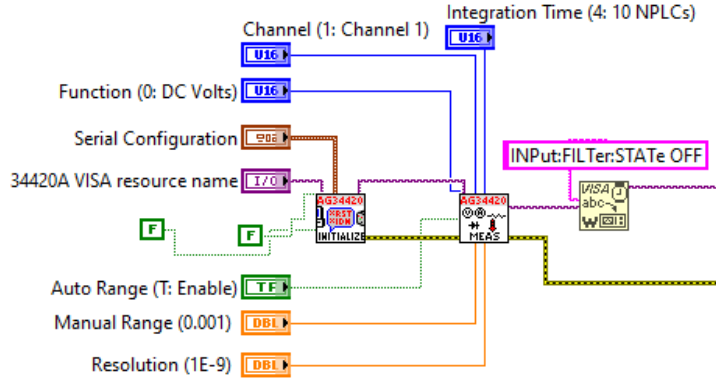 Integration Time (4: 10 NPLCs)
U16
Channel (1: Channel 1)
U16
Function (0: DC Volts)
U16
Serial Configuration
34420A VISA resource name
I/O
INPut:FILTer:STATe OFF
AG34420
XRST
XIDN
INITIALIZE
AG34420
MEAS
VISA
abc
W
F
F
Auto Range (T: Enable)
TF
Manual Range (0.001)
DBL
Resolution (1E-9)
DBL